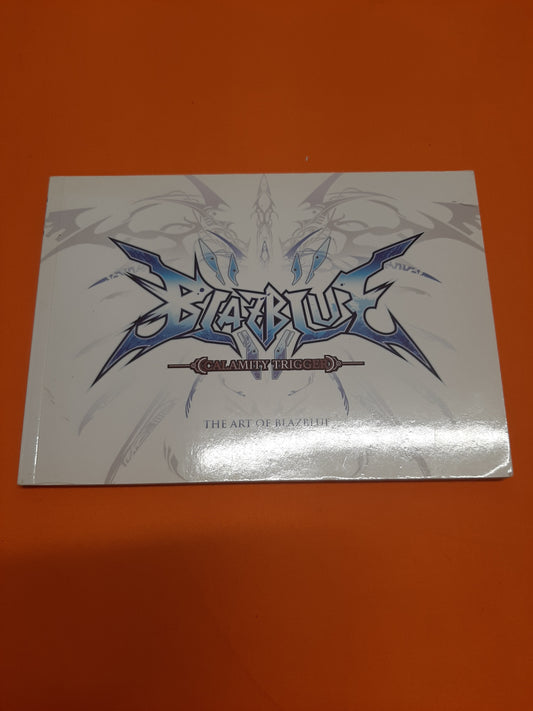 BLAZBLUE
CALAMITY TRIGGER
THE ART OF BLAZBLUE